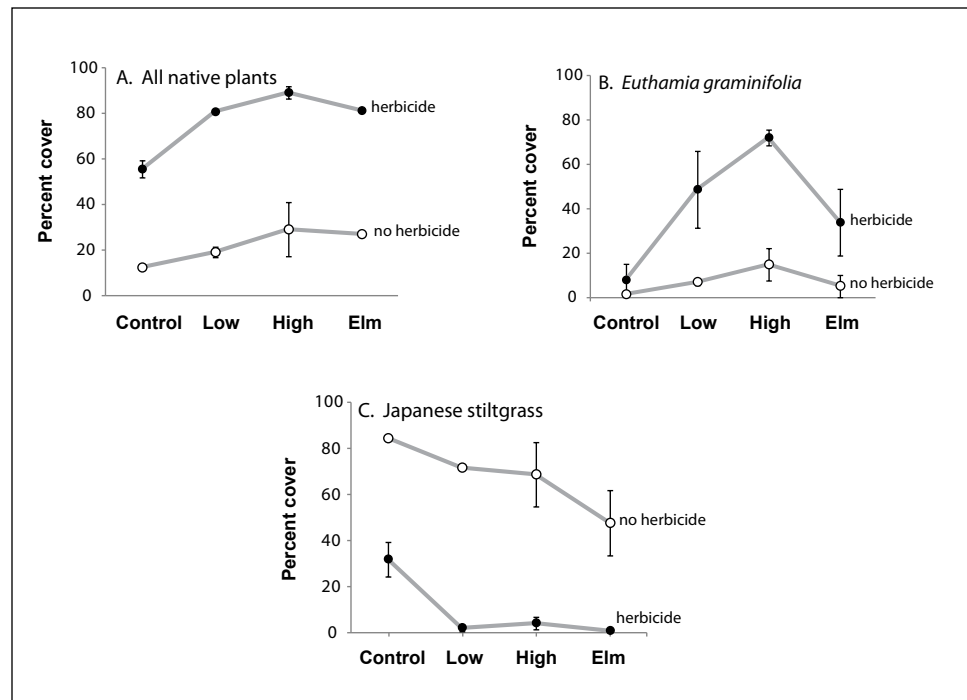 A. All native plants
Percent cover
100
80
60
40
20
0
herbicide
no herbicide
Control Low High Elm
B. Euthamia graminifolia
Percent cover
100
80
60
40
20
0
herbicide
no herbicide
Control Low High Elm
C. Japanese stiltgrass
Percent cover
100
80
60
40
20
0
no herbicide
herbicide
Control Low High Elm